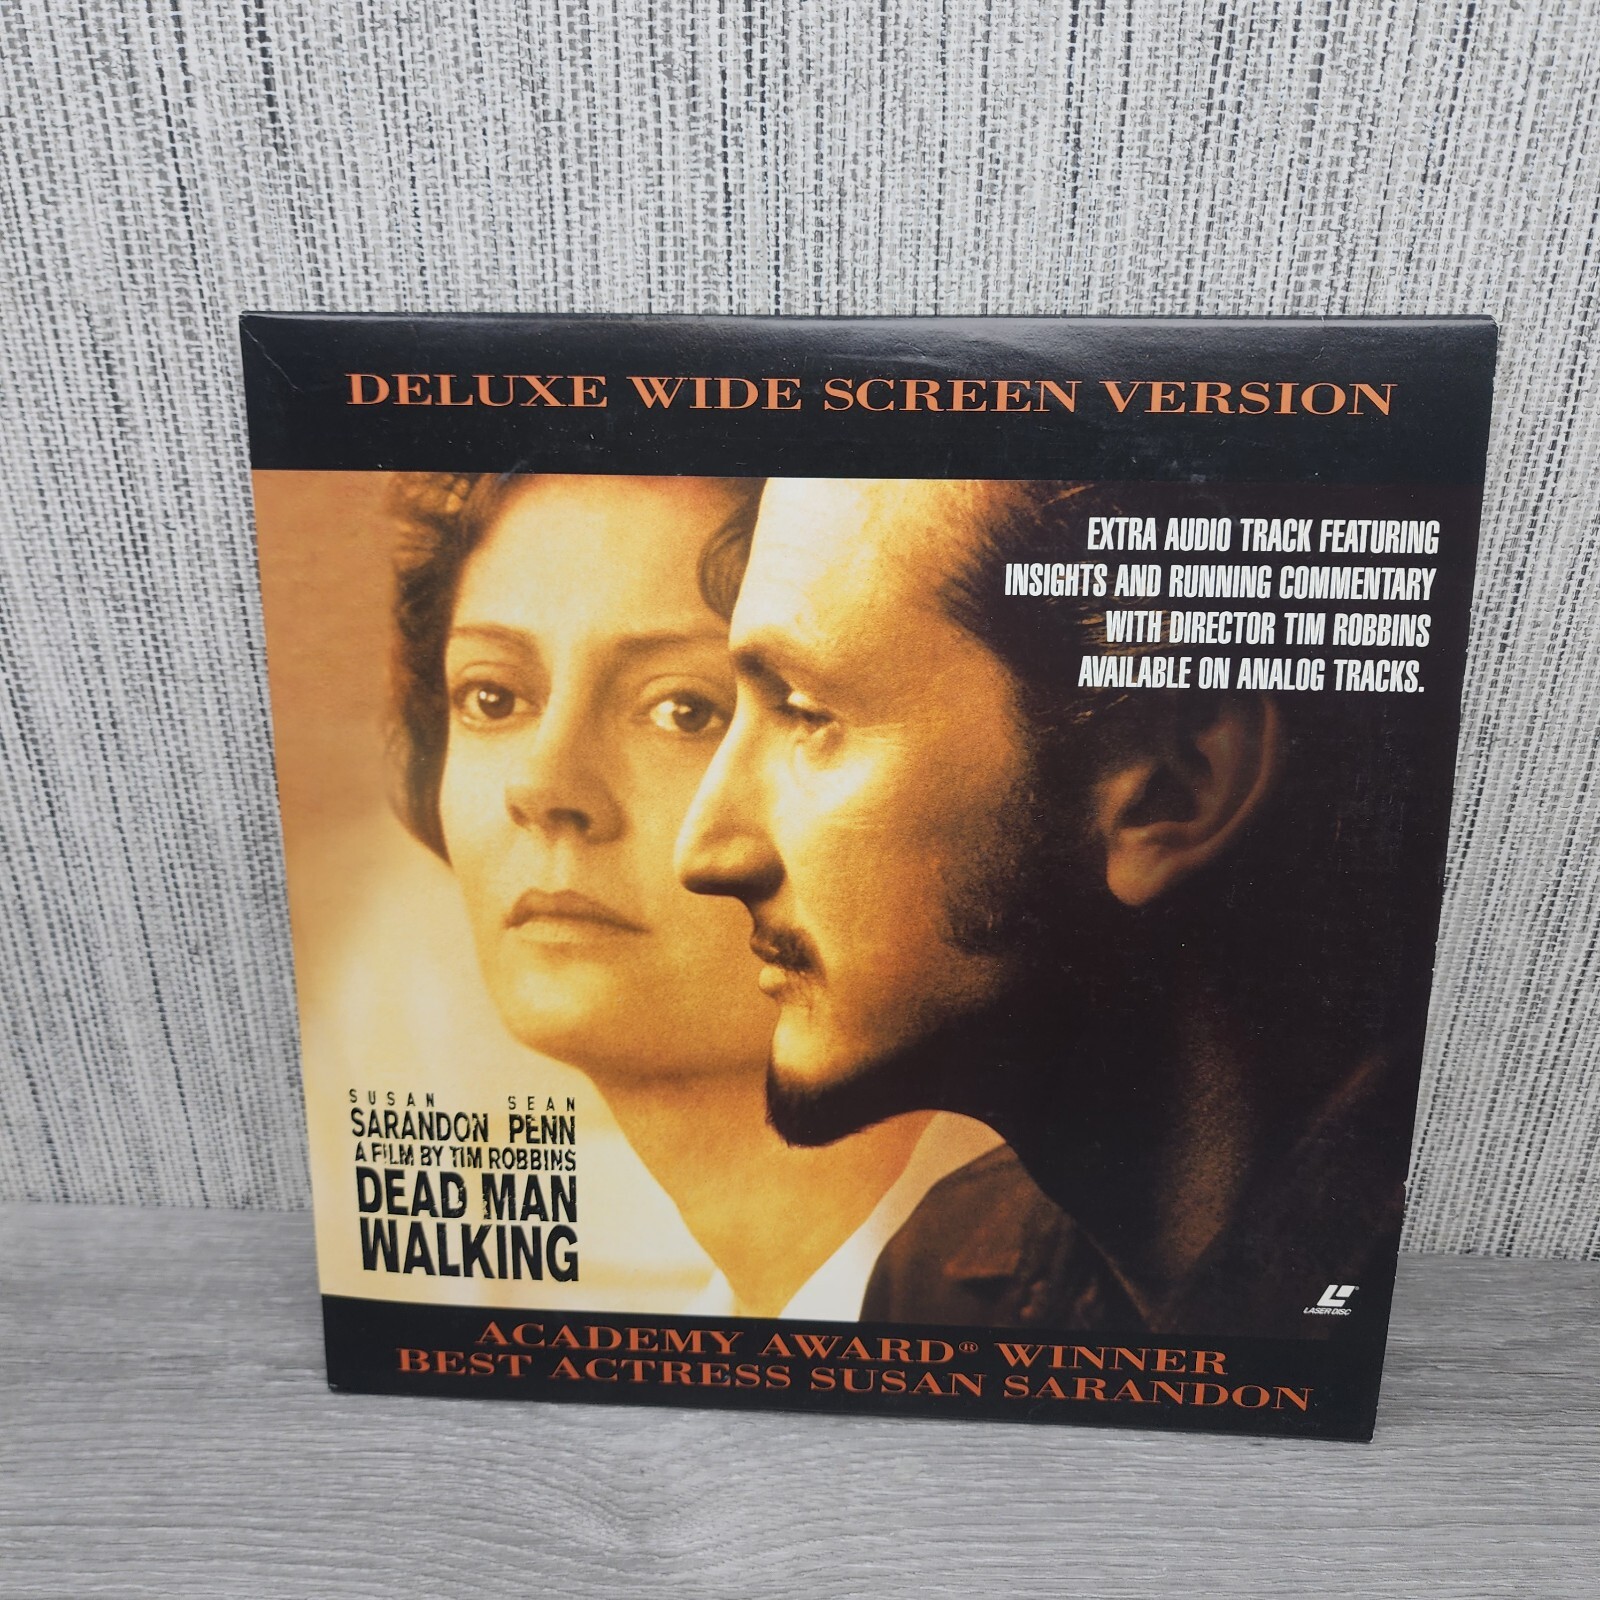 DELUXE WIDE SCREEN VERSION
EXTRA AUDIO TRACK FEATURING
INSIGHTS AND RUNNING COMMENTARY
WITH DIRECTOR TIM ROBBINS
AVAILABLE ON ANALOG TRACKS.
SUSAN SEAN
SARANDON PENN
A FILM BY TIM ROBBINS
DEAD MAN
WALKING
LASER DISC
ACADEMY AWARD® WINNER
BEST ACTRESS SUSAN SARANDON